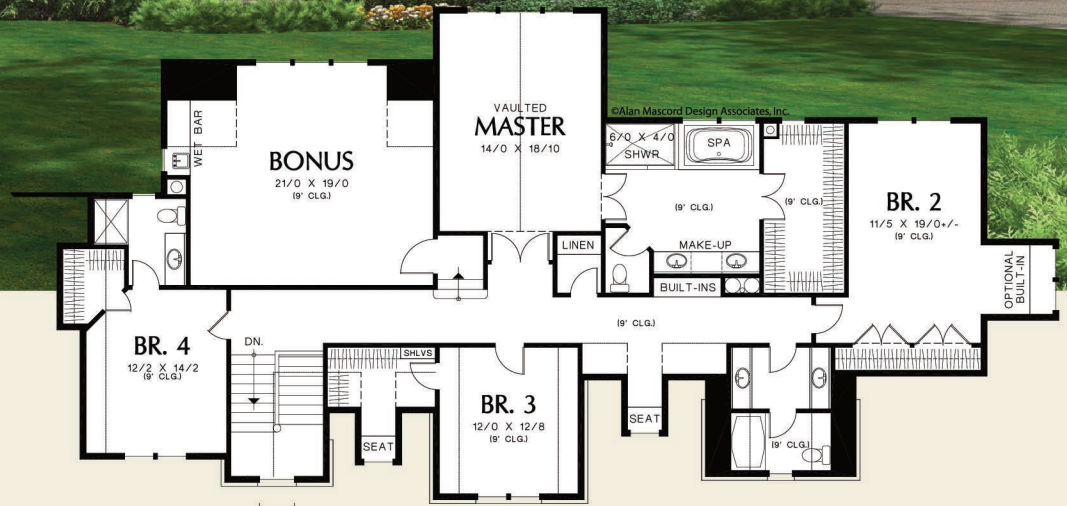 ©Alan Mascord Design Associates, Inc.
VAULTED
MASTER
14/0 X 18/10
WET BAR
BONUS
21/0 X 19/0
(9' CLG.)
6/0 X 4/0
SHWR
SPA
(9' CLG.)
(9' CLG.)
BR. 2
11/5 X 19/0+/-
(9' CLG.)
LINEN
MAKE-UP
BUILT-INS
OPTIONAL
BUILT-IN
(9' CLG.)
BR. 4
12/2 X 14/2
(9' CLG.)
DN.
SHLVS
SEAT
BR. 3
12/0 X 12/8
(9' CLG.)
SEAT
(9' CLG.)